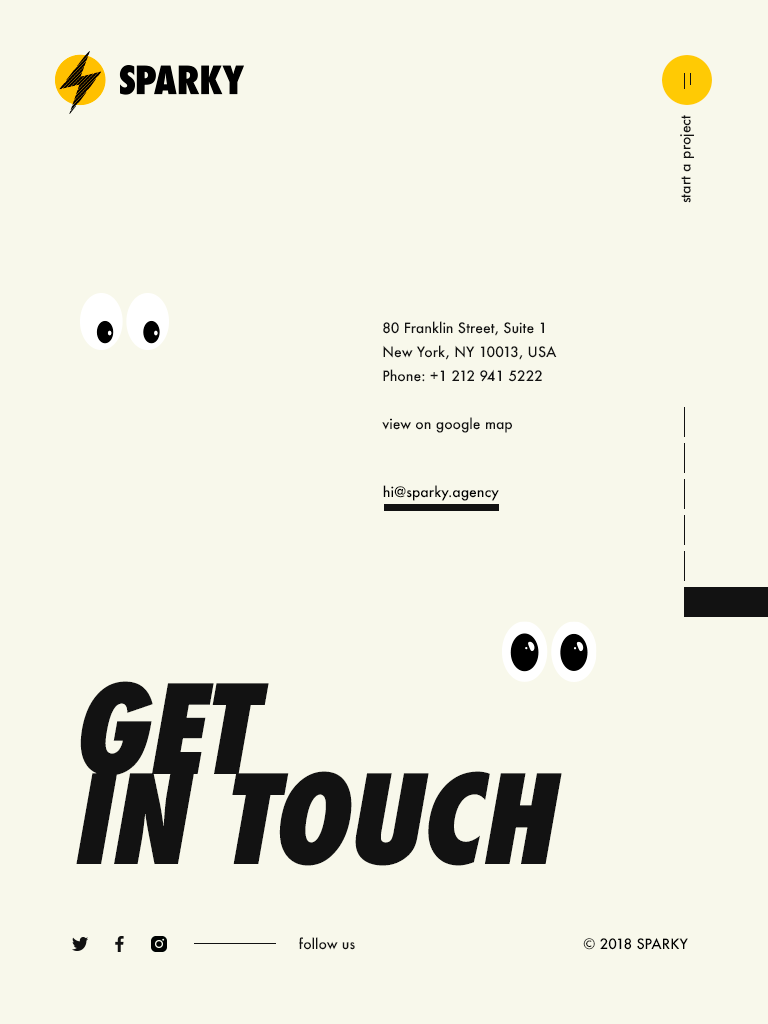 SPARKY
start a project
80 Franklin Street, Suite 1
New York, NY 10013, USA
Phone: +1 212 941 5222
view on google map
hi@sparky.agency
GET
IN TOUCH
follow us
© 2018 SPARKY